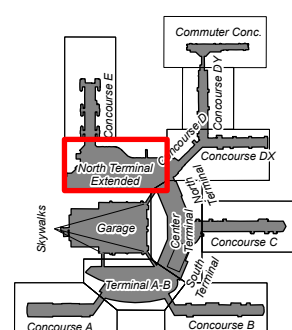 Commuter Conc.
Concourse E
Concourse DY
Concourse D
Concourse DX
North Terminal
Extended
North
Terminal
Skywalks
Garage
Center
Terminal
Concourse C
South
Terminal
Terminal A-B
Concourse A
Concourse B